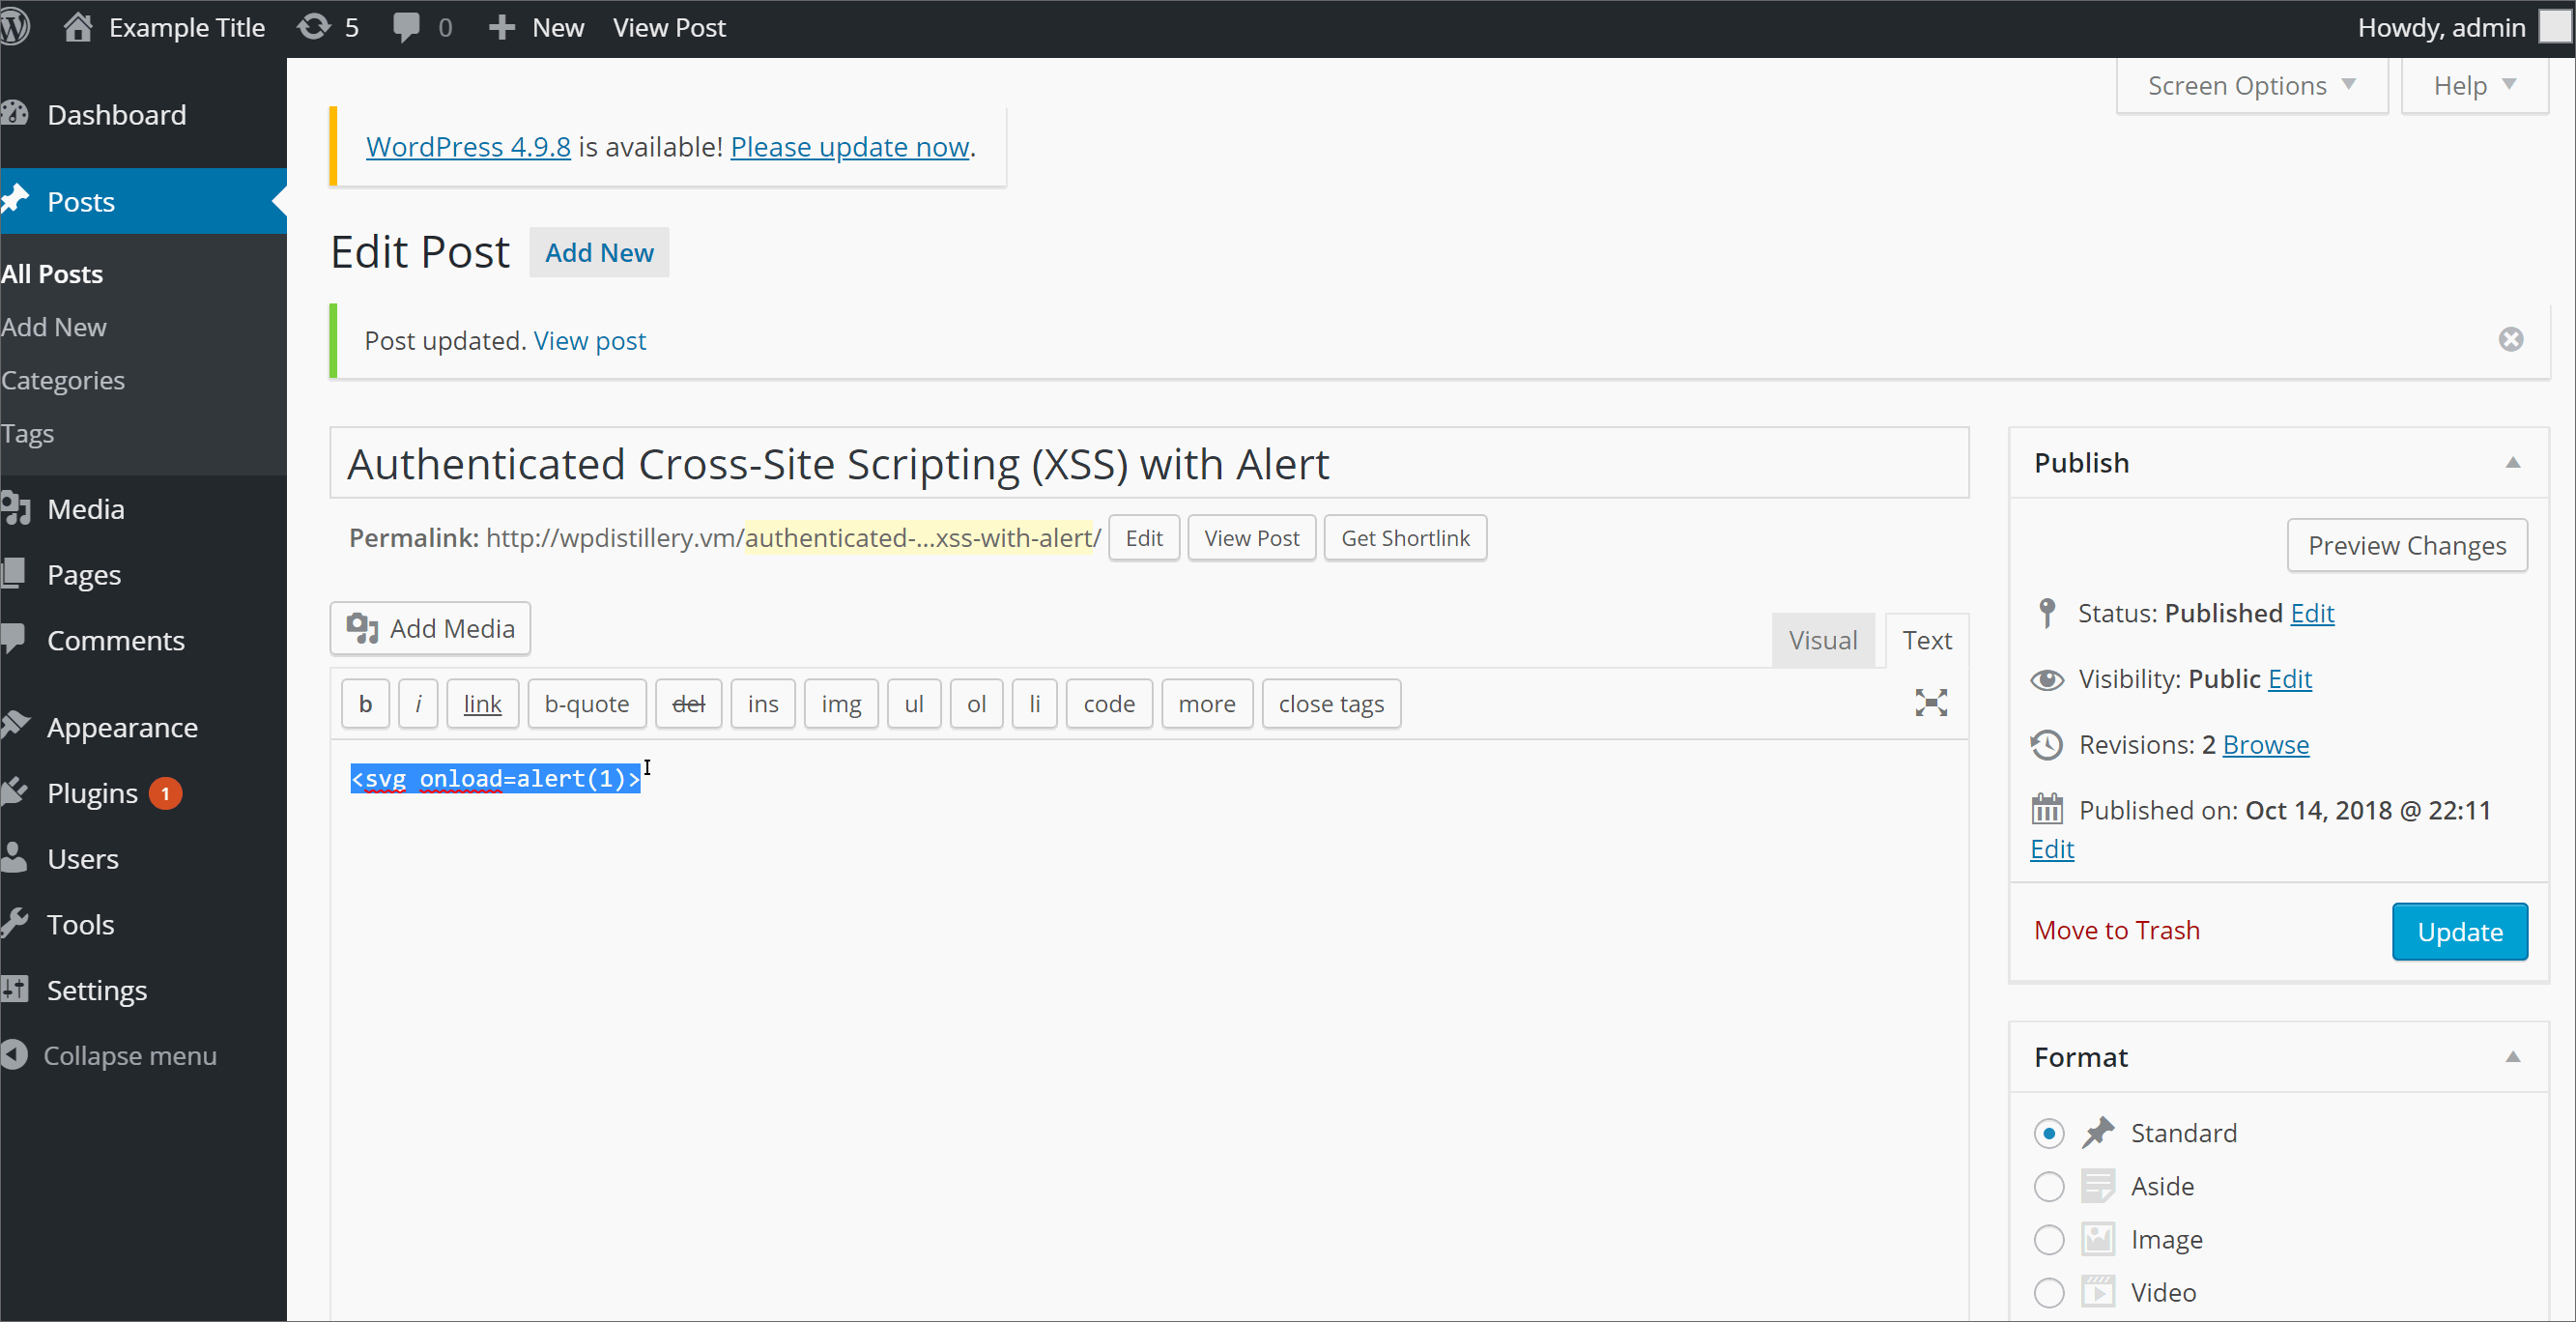 Example Title 5 0 New View Post Howdy, admin
Screen Options Help
Dashboard
Posts
All Posts
Add New
Categories
Tags
Media
Pages
Comments
Appearance
Plugins 1
Users
Tools
Settings
Collapse menu
WordPress 4.9.8 is available! Please update now.
Edit Post Add New
Post updated. View post
Authenticated Cross-Site Scripting (XSS) with Alert
Permalink: http://wpdistillery.vm/authenticated-...xss-with-alert/ Edit View Post Get Shortlink
Add Media Visual Text
b i link b-quote del ins img ul ol li code more close tags
<svg onload=alert(1)>
Publish
Preview Changes
Status: Published Edit
Visibility: Public Edit
Revisions: 2 Browse
Published on: Oct 14, 2018 @ 22:11
Edit
Move to Trash Update
Format
Standard
Aside
Image
Video